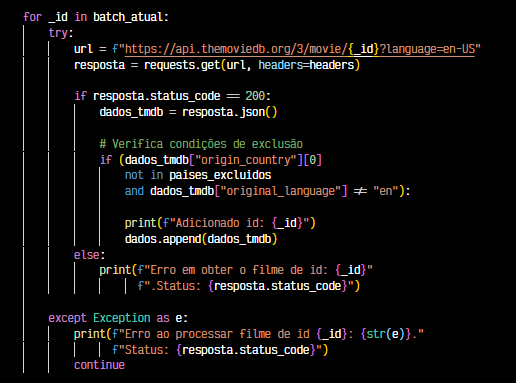 for _id in batch_atual:
    try:
        url = f"https://api.themoviedb.org/3/movie/{_id}?language=en-US"
        resposta = requests.get(url, headers=headers)

        if resposta.status_code == 200:
            dados_tmdb = resposta.json()

            # Verifica condições de exclusão
            if (dados_tmdb["origin_country"][0]
                not in paises_excluidos
                and dados_tmdb["original_language"] != "en"):

                print(f"Adicionado id: {_id}")
                dados.append(dados_tmdb)
        else:
            print(f"Erro em obter o filme de id: {_id}"
                  f".Status: {resposta.status_code}")

    except Exception as e:
        print(f"Erro ao processar filme de id {_id}: {str(e)}."
              f"Status: {resposta.status_code}")
        continue